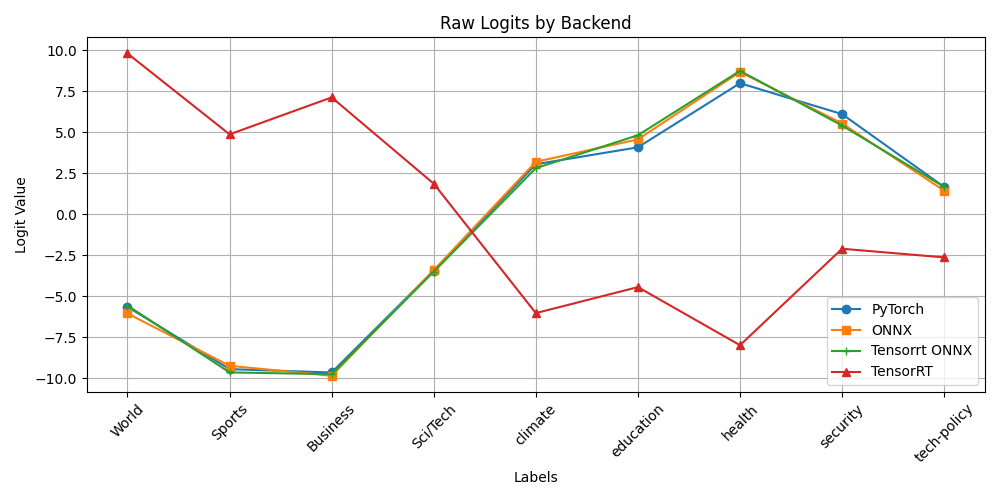 Raw Logits by Backend
Logit Value
10.0
7.5
5.0
2.5
0.0
−2.5
−5.0
−7.5
−10.0
PyTorch
ONNX
Tensorrt ONNX
TensorRT
World
Sports
Business
Sci/Tech
climate
education
health
security
tech-policy
Labels